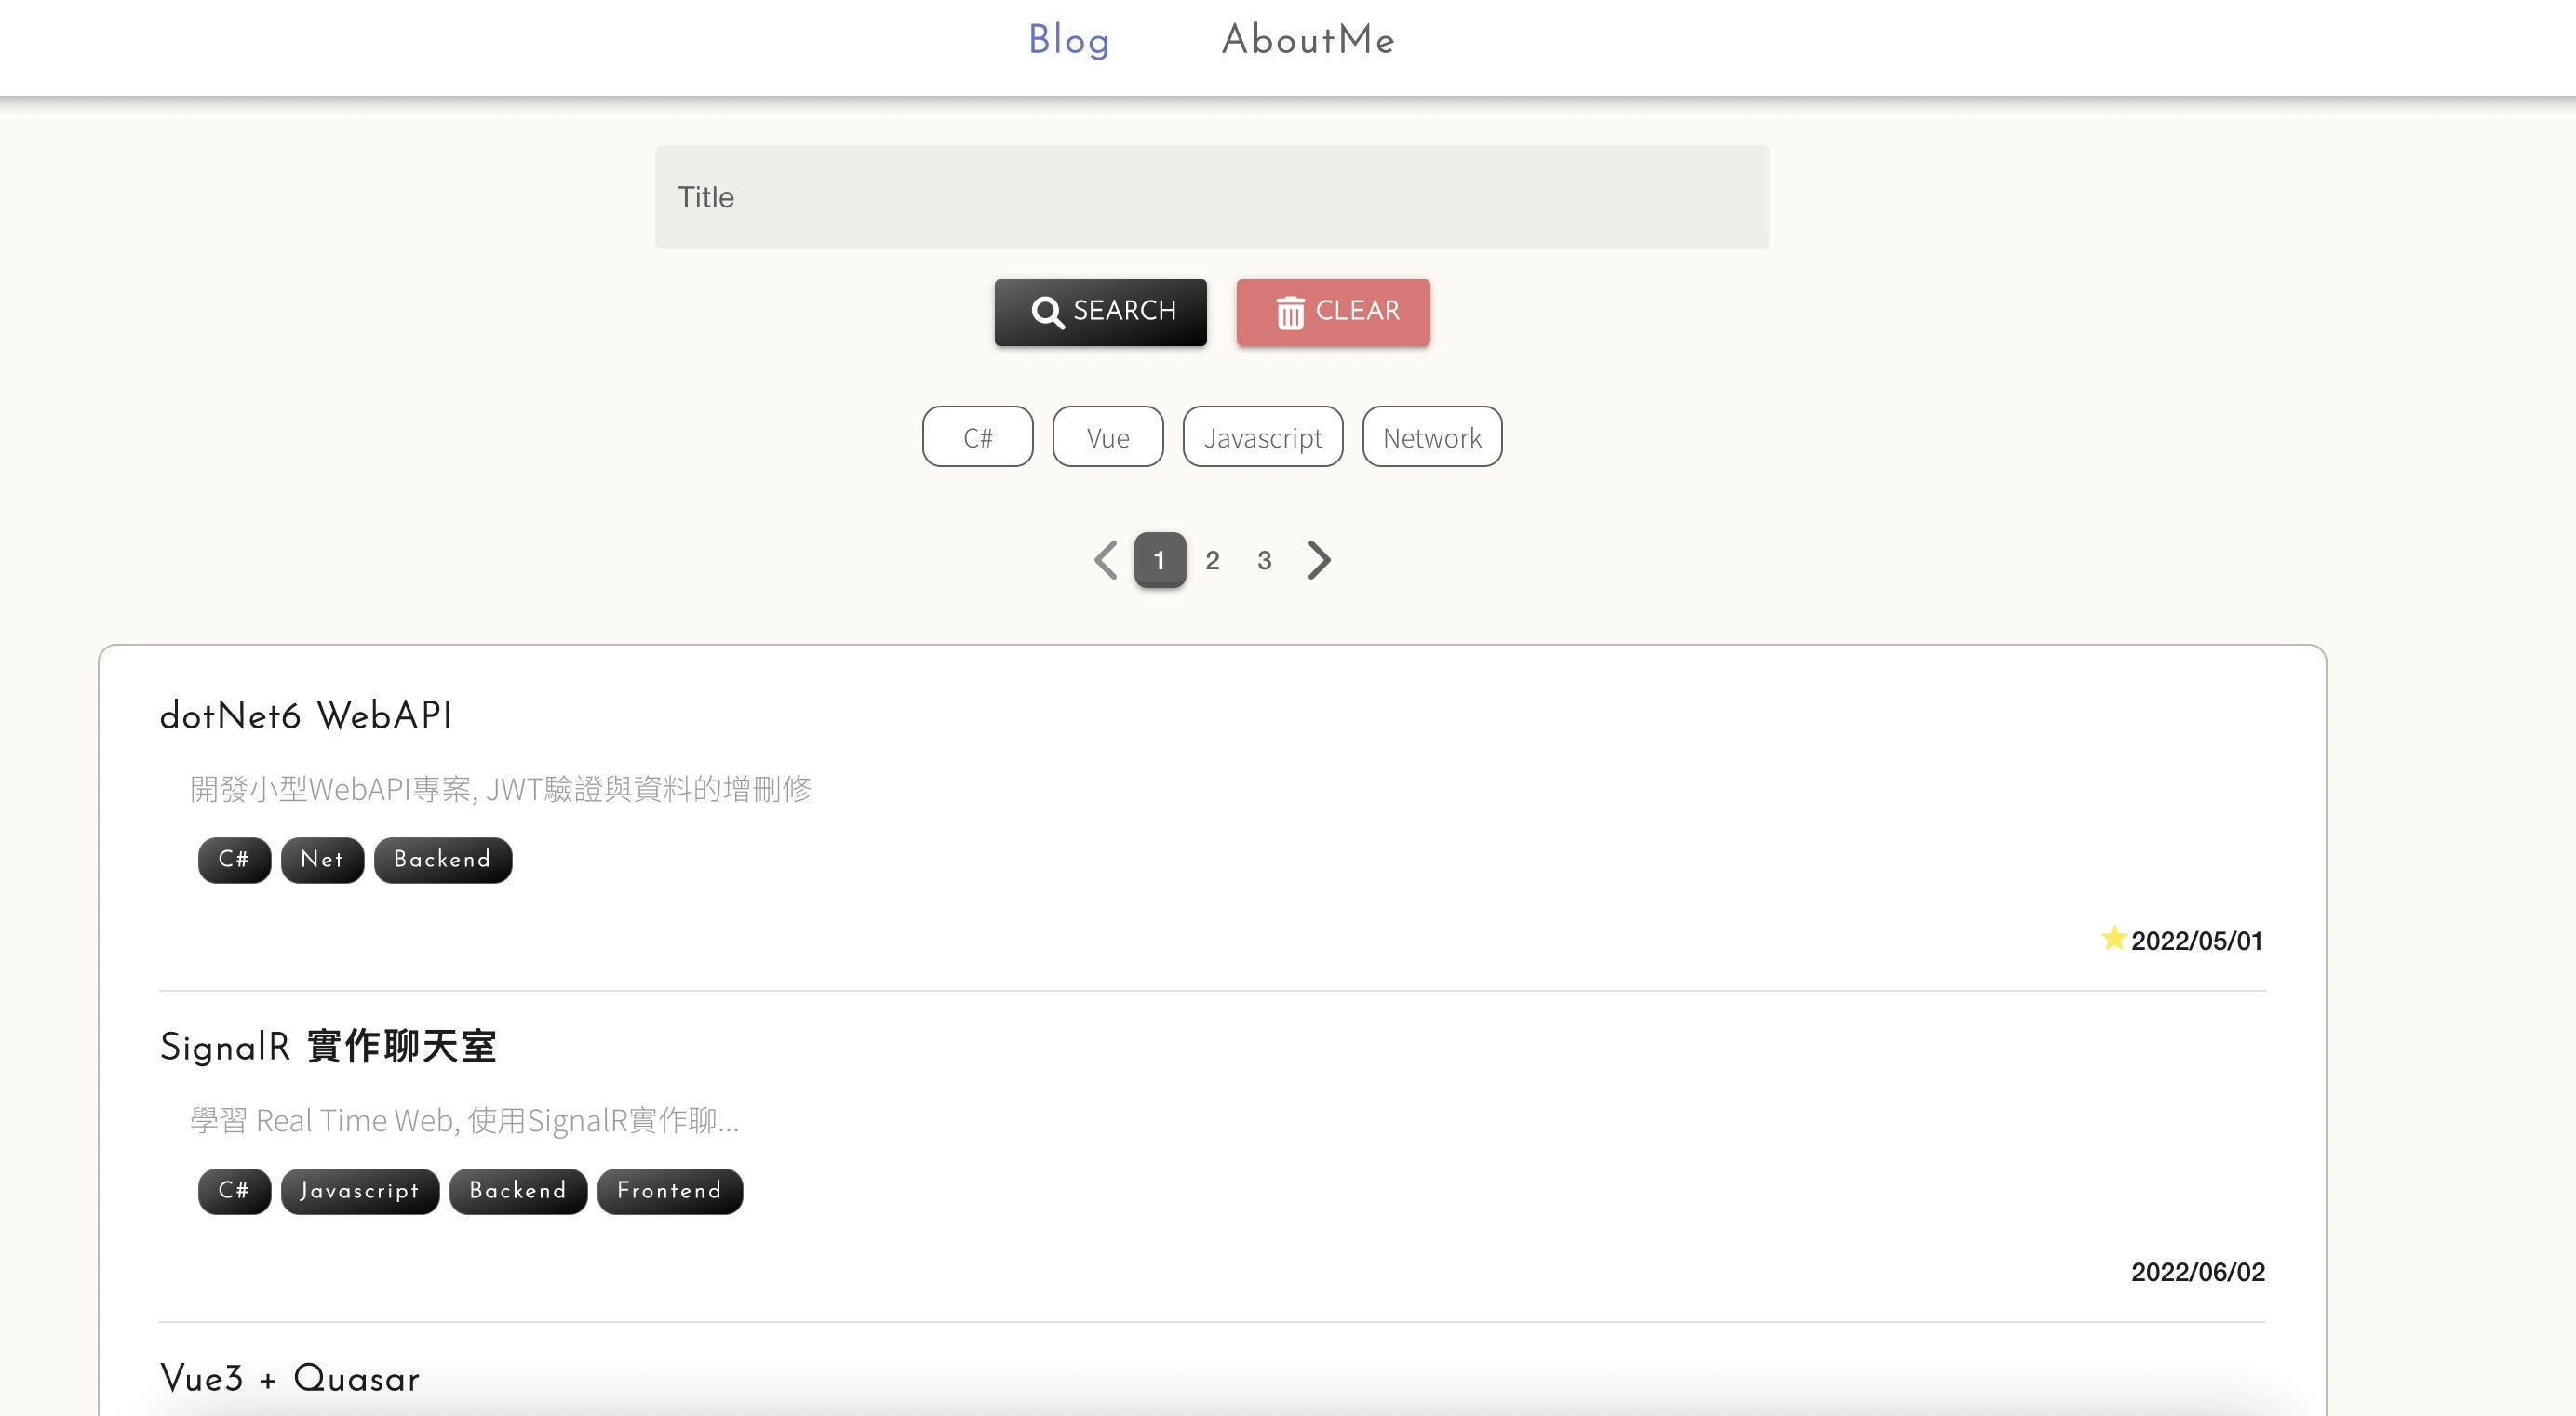 Blog AboutMe
Title
SEARCH CLEAR
C# Vue Javascript Network
1 2 3
dotNet6 WebAPI
開發小型WebAPI專案, JWT驗證與資料的增刪修
C# Net Backend
2022/05/01
SignalR 實作聊天室
學習 Real Time Web, 使用SignalR實作聊...
C# Javascript Backend Frontend
2022/06/02
Vue3 + Quasar